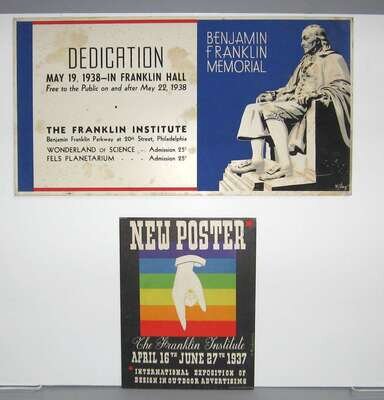 DEDICATION
MAY 19, 1938—IN FRANKLIN HALL
Free to the Public on and after May 22, 1938
THE FRANKLIN INSTITUTE
Benjamin Franklin Parkway at 20th Street, Philadelphia
WONDERLAND OF SCIENCE - - Admission 25¢
FELS PLANETARIUM - - - Admission 25¢
BENJAMIN
FRANKLIN
MEMORIAL
NEW POSTER
The Franklin Institute
APRIL 16TH JUNE 27TH 1937
INTERNATIONAL EXPOSITION OF
DESIGN IN OUTDOOR ADVERTISING